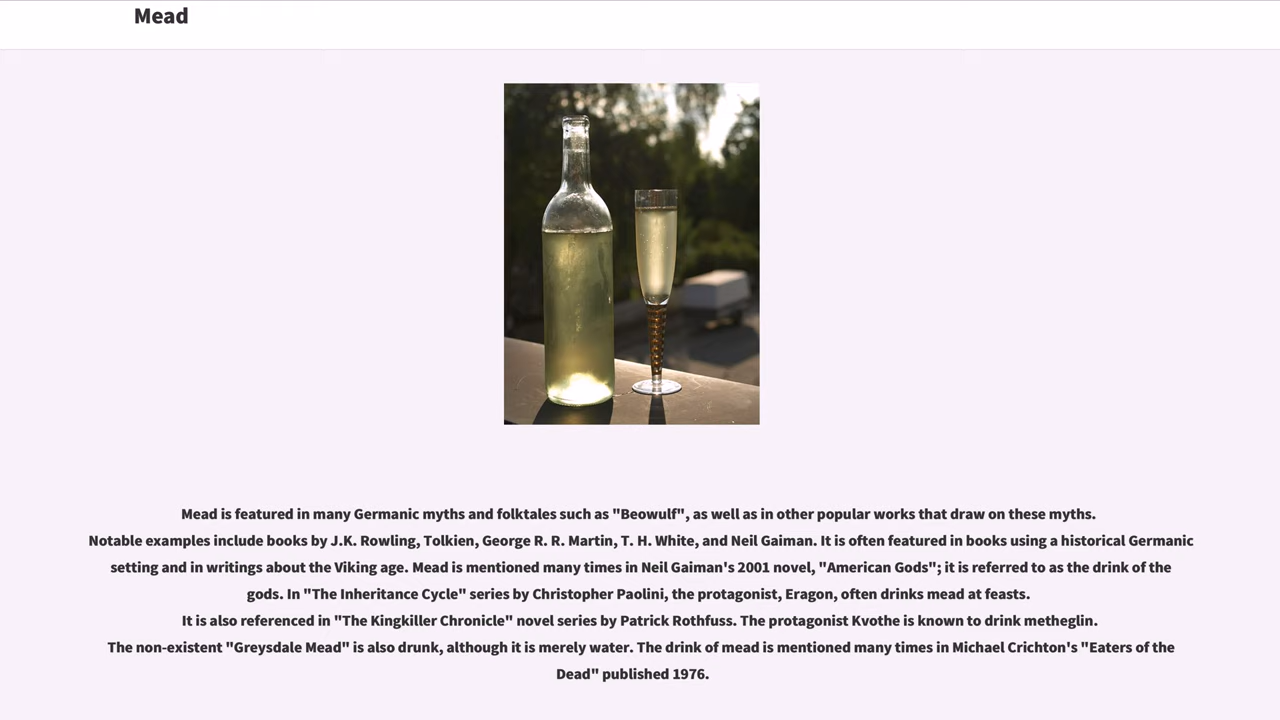 Mead
Mead is featured in many Germanic myths and folktales such as "Beowulf", as well as in other popular works that draw on these myths.
Notable examples include books by J.K. Rowling, Tolkien, George R. R. Martin, T. H. White, and Neil Gaiman. It is often featured in books using a historical Germanic
setting and in writings about the Viking age. Mead is mentioned many times in Neil Gaiman's 2001 novel, "American Gods"; it is referred to as the drink of the
gods. In "The Inheritance Cycle" series by Christopher Paolini, the protagonist, Eragon, often drinks mead at feasts.
It is also referenced in "The Kingkiller Chronicle" novel series by Patrick Rothfuss. The protagonist Kvothe is known to drink metheglin.
The non-existent "Greysdale Mead" is also drunk, although it is merely water. The drink of mead is mentioned many times in Michael Crichton's "Eaters of the
Dead" published 1976.